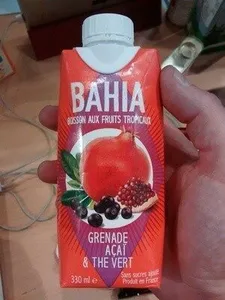 BAHIA
BOISSON AUX FRUITS TROPICAUX
GRENADE
AÇAÏ
& THÉ VERT
Sans sucres ajoutés
Produit en France
330 ml e